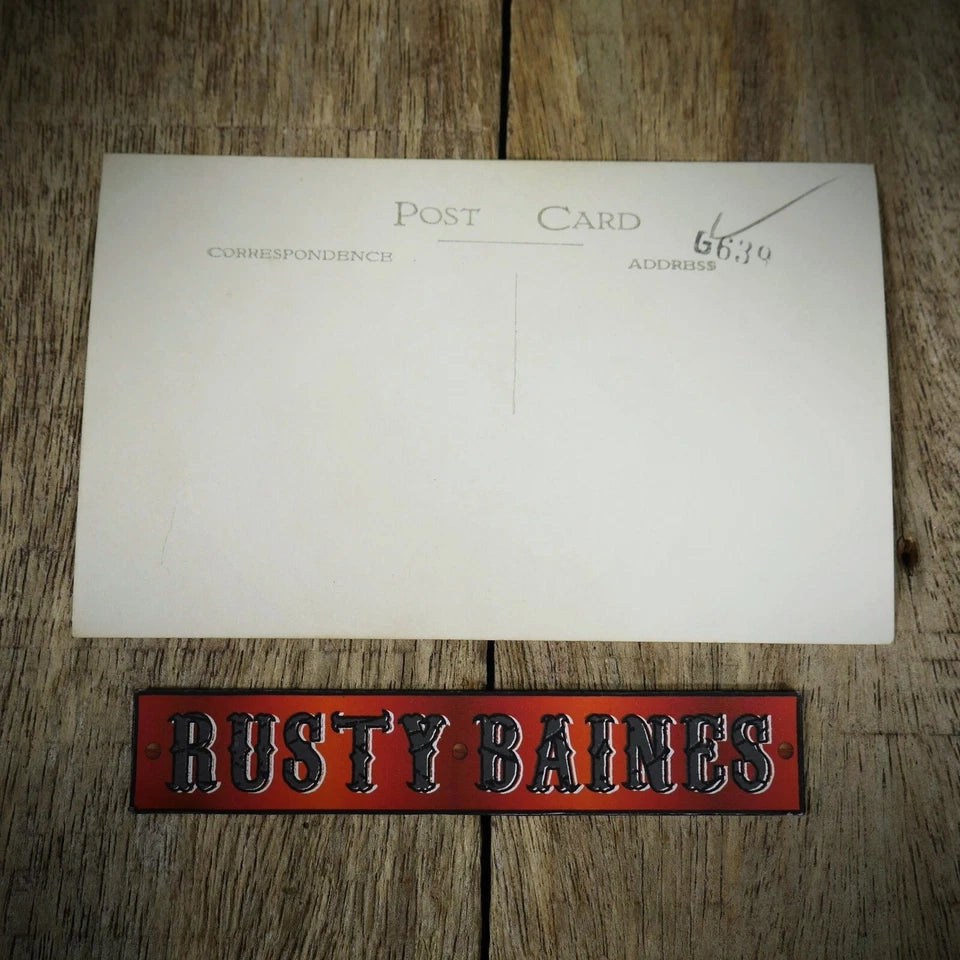 POST CARD
CORRESPONDENCE
ADDRESS
G639
RUSTY BAINES